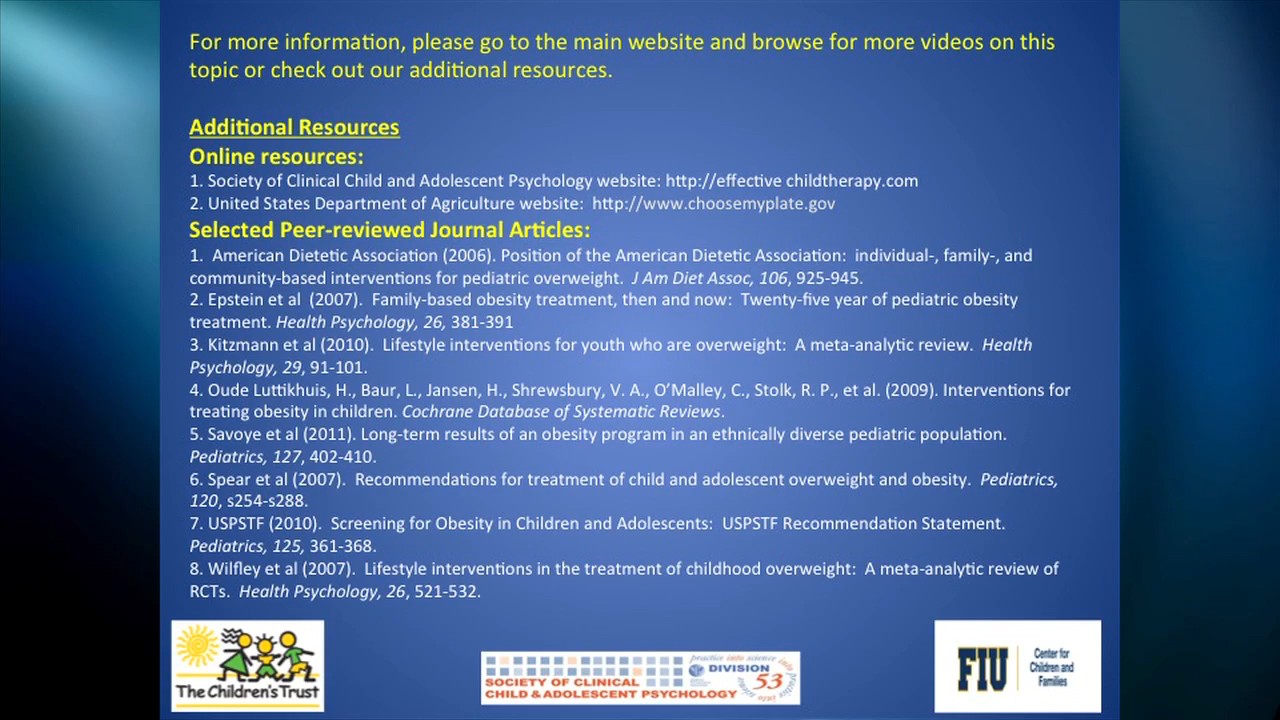 For more information, please go to the main website and browse for more videos on this
topic or check out our additional resources.
Additional Resources
Online resources:
1. Society of Clinical Child and Adolescent Psychology website: http://effective childtherapy.com
2. United States Department of Agriculture website:  http://www.choosemyplate.gov
Selected Peer-reviewed Journal Articles:
1.  American Dietetic Association (2006). Position of the American Dietetic Association:  individual-, family-, and
community-based interventions for pediatric overweight.  J Am Diet Assoc, 106, 925-945.
2. Epstein et al  (2007).  Family-based obesity treatment, then and now:  Twenty-five year of pediatric obesity
treatment. Health Psychology, 26, 381-391
3. Kitzmann et al (2010).  Lifestyle interventions for youth who are overweight:  A meta-analytic review.  Health
Psychology, 29, 91-101.
4. Oude Luttikhuis, H., Baur, L., Jansen, H., Shrewsbury, V. A., O’Malley, C., Stolk, R. P., et al. (2009). Interventions for
treating obesity in children. Cochrane Database of Systematic Reviews.
5. Savoye et al (2011). Long-term results of an obesity program in an ethnically diverse pediatric population.
Pediatrics, 127, 402-410.
6. Spear et al (2007).  Recommendations for treatment of child and adolescent overweight and obesity.  Pediatrics,
120, s254-s288.
7. USPSTF (2010).  Screening for Obesity in Children and Adolescents:  USPSTF Recommendation Statement.
Pediatrics, 125, 361-368.
8. Wilfley et al (2007).  Lifestyle interventions in the treatment of childhood overweight:  A meta-analytic review of
RCTs.  Health Psychology, 26, 521-532.
The Children's Trust
practice into science
DIVISION
53
SOCIETY OF CLINICAL
CHILD & ADOLESCENT PSYCHOLOGY
into practice into
FIU
Center for
Children and
Families